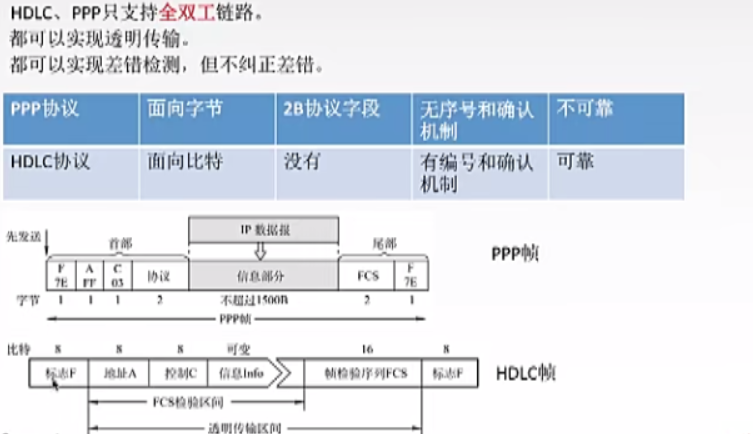 HDLC、PPP只支持全双工链路。
都可以实现透明传输。
都可以实现差错检测，但不纠正差错。
PPP协议 面向字节 2B协议字段 无序号和确认机制 不可靠
HDLC协议 面向比特 没有 有编号和确认机制 可靠
先发送 首部 IP 数据报 尾部
F 7E A FF C 03 协议 信息部分 FCS F 7E
PPP帧
字节 1 1 1 2 不超过1500B 2 1
PPP帧
比特 8 8 8 可变 16 8
标志F 地址A 控制C 信息Info 帧检验序列FCS 标志F
HDLC帧
FCS检验区间
透明传输区间